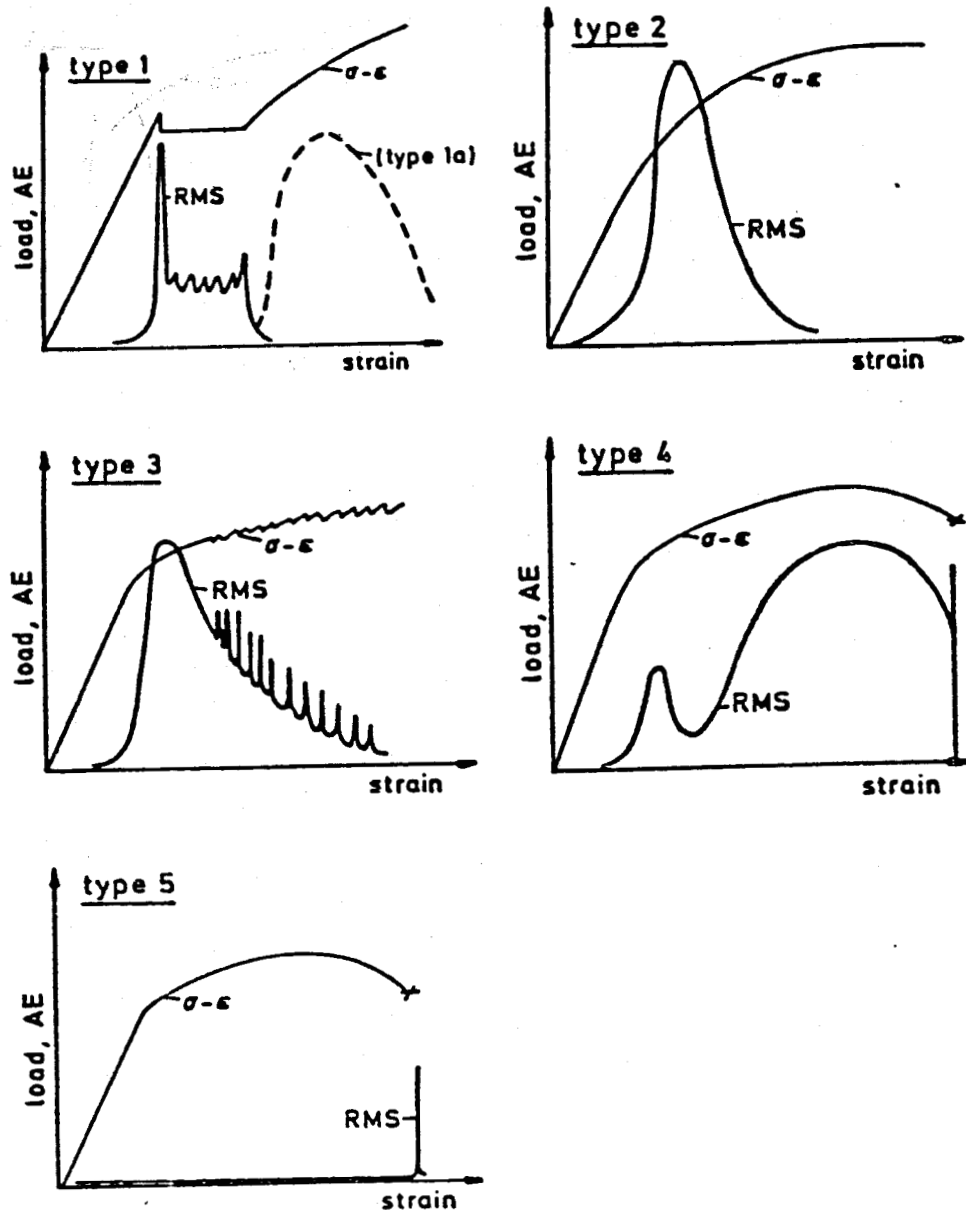 type 1
σ-ε
(type 1a)
RMS
load, AE
strain
type 2
σ-ε
RMS
load, AE
strain
type 3
σ-ε
RMS
load, AE
strain
type 4
σ-ε
RMS
load, AE
strain
type 5
σ-ε
RMS
load, AE
strain